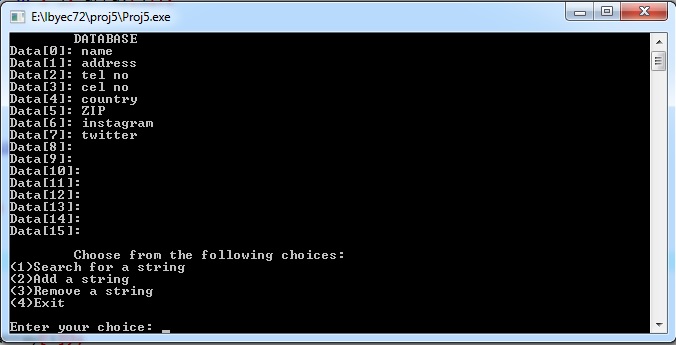 E:\lbyec72\proj5\Proj5.exe
DATABASE
Data[0]: name
Data[1]: address
Data[2]: tel no
Data[3]: cel no
Data[4]: country
Data[5]: ZIP
Data[6]: instagram
Data[7]: twitter
Data[8]:
Data[9]:
Data[10]:
Data[11]:
Data[12]:
Data[13]:
Data[14]:
Data[15]:
Choose from the following choices:
(1)Search for a string
(2)Add a string
(3)Remove a string
(4)Exit
Enter your choice: _